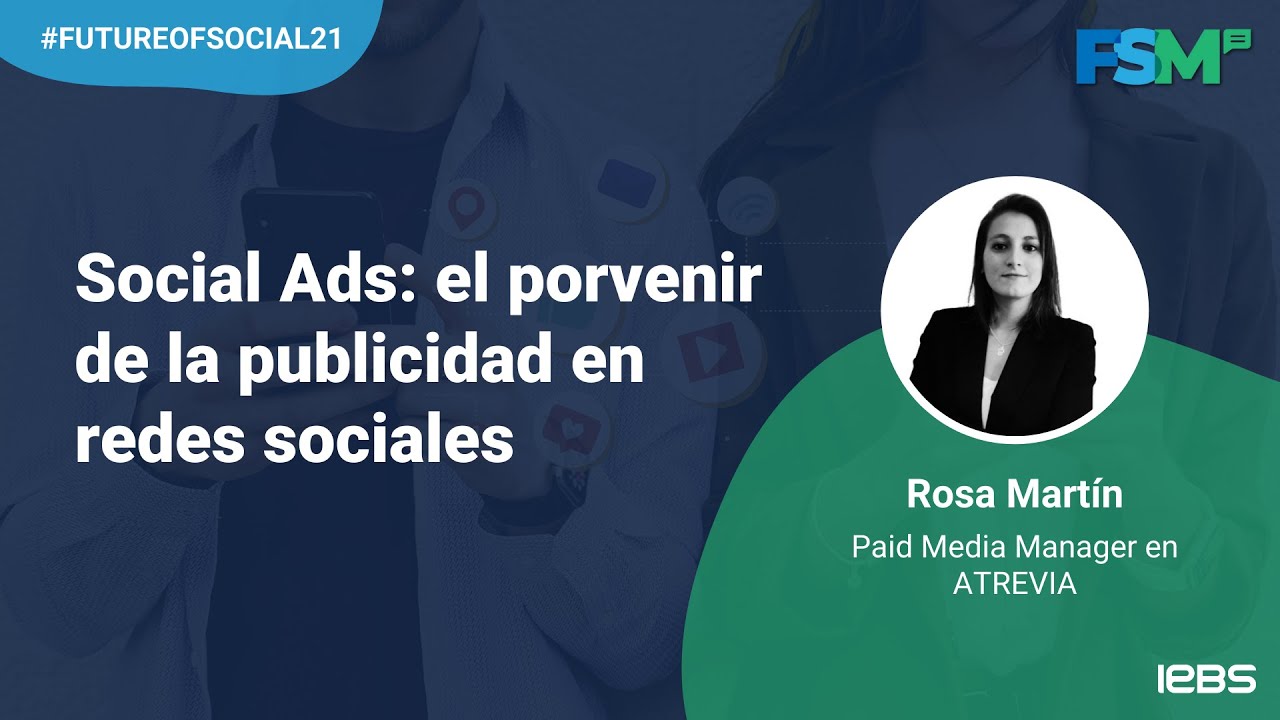 #FUTUREOFSOCIAL21
FSM
Social Ads: el porvenir
de la publicidad en
redes sociales
Rosa Martín
Paid Media Manager en
ATREVIA
IEBS